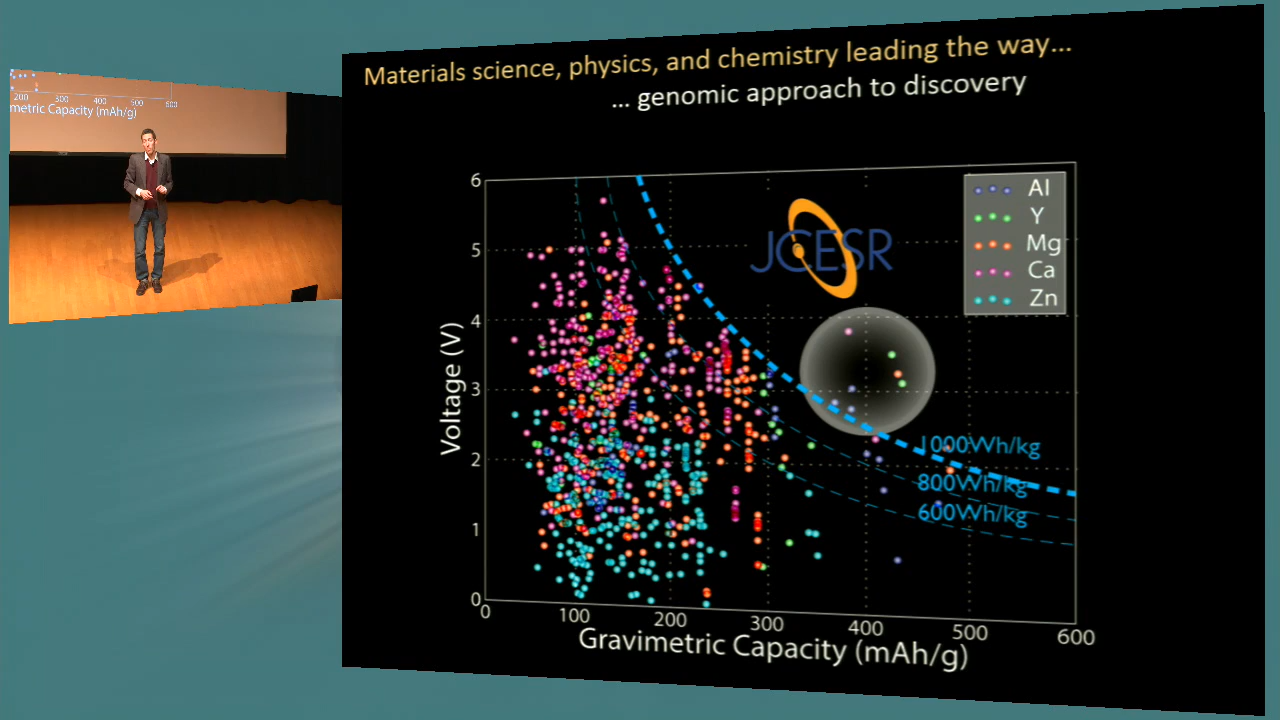 200 300 400 500 600
metric Capacity (mAh/g)
Materials science, physics, and chemistry leading the way...
... genomic approach to discovery
6
5
4
3
2
1
0
Voltage (V)
JCESR
Al
Y
Mg
Ca
Zn
1000Wh/kg
800Wh/kg
600Wh/kg
0 100 200 300 400 500 600
Gravimetric Capacity (mAh/g)